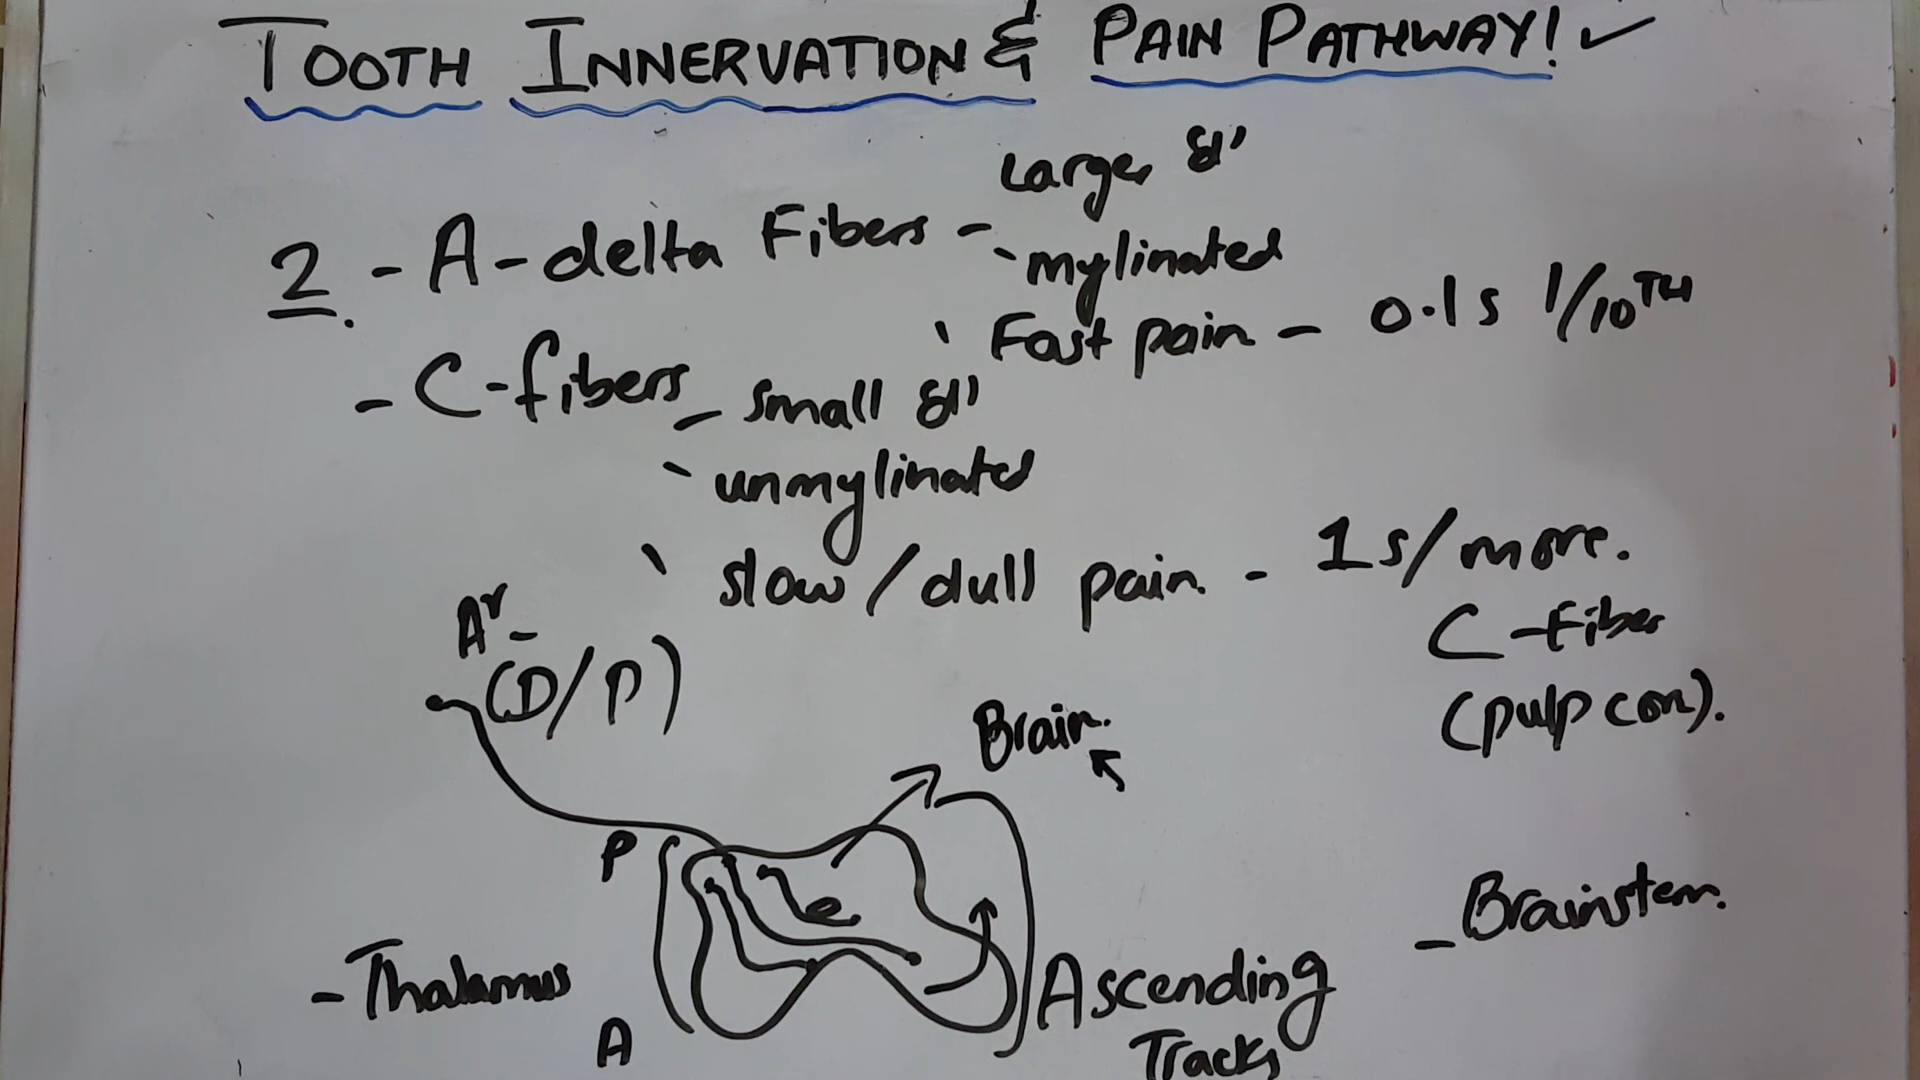 TOOTH INNERVATION & PAIN PATHWAY!
Large d'
2. - A-delta Fibers -
mylinated
Fast pain - 0.1s 1/10TH
- C-fibers - small d'
unmylinated
slow/dull pain - 1s/more.
C-fiber
(pulp con).
(D/P)
Brain.
P
- Brainstem.
- Thalamus
Ascending
A
Tracks